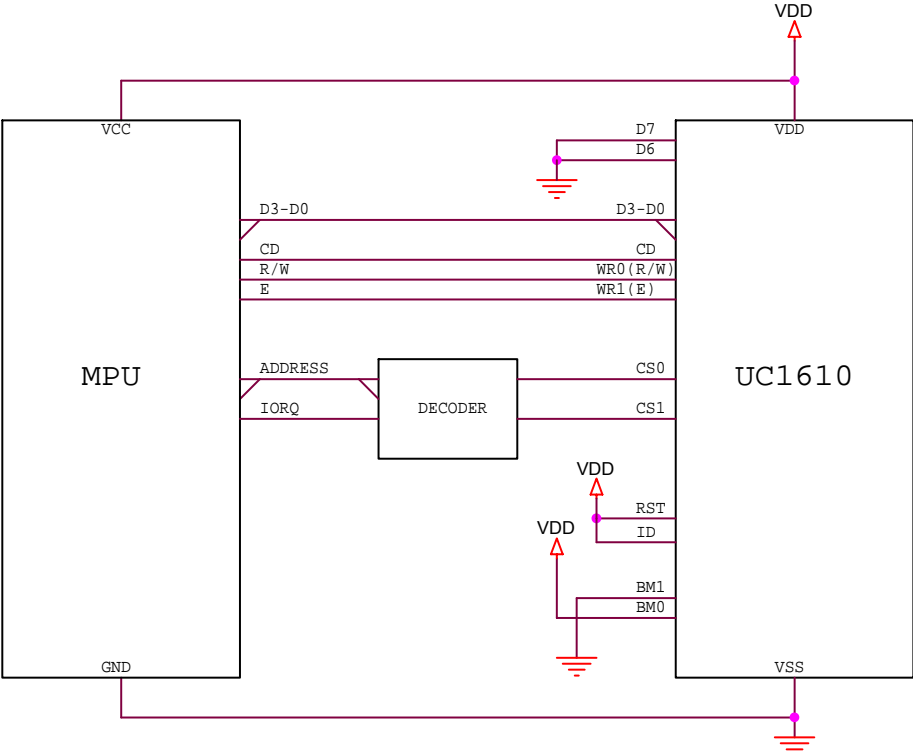 VDD
VCC
VDD
D7
D6
D3-D0
D3-D0
CD
CD
R/W
WR0(R/W)
E
WR1(E)
MPU
ADDRESS
CS0
UC1610
IORQ
DECODER
CS1
VDD
RST
VDD
ID
BM1
BM0
GND
VSS